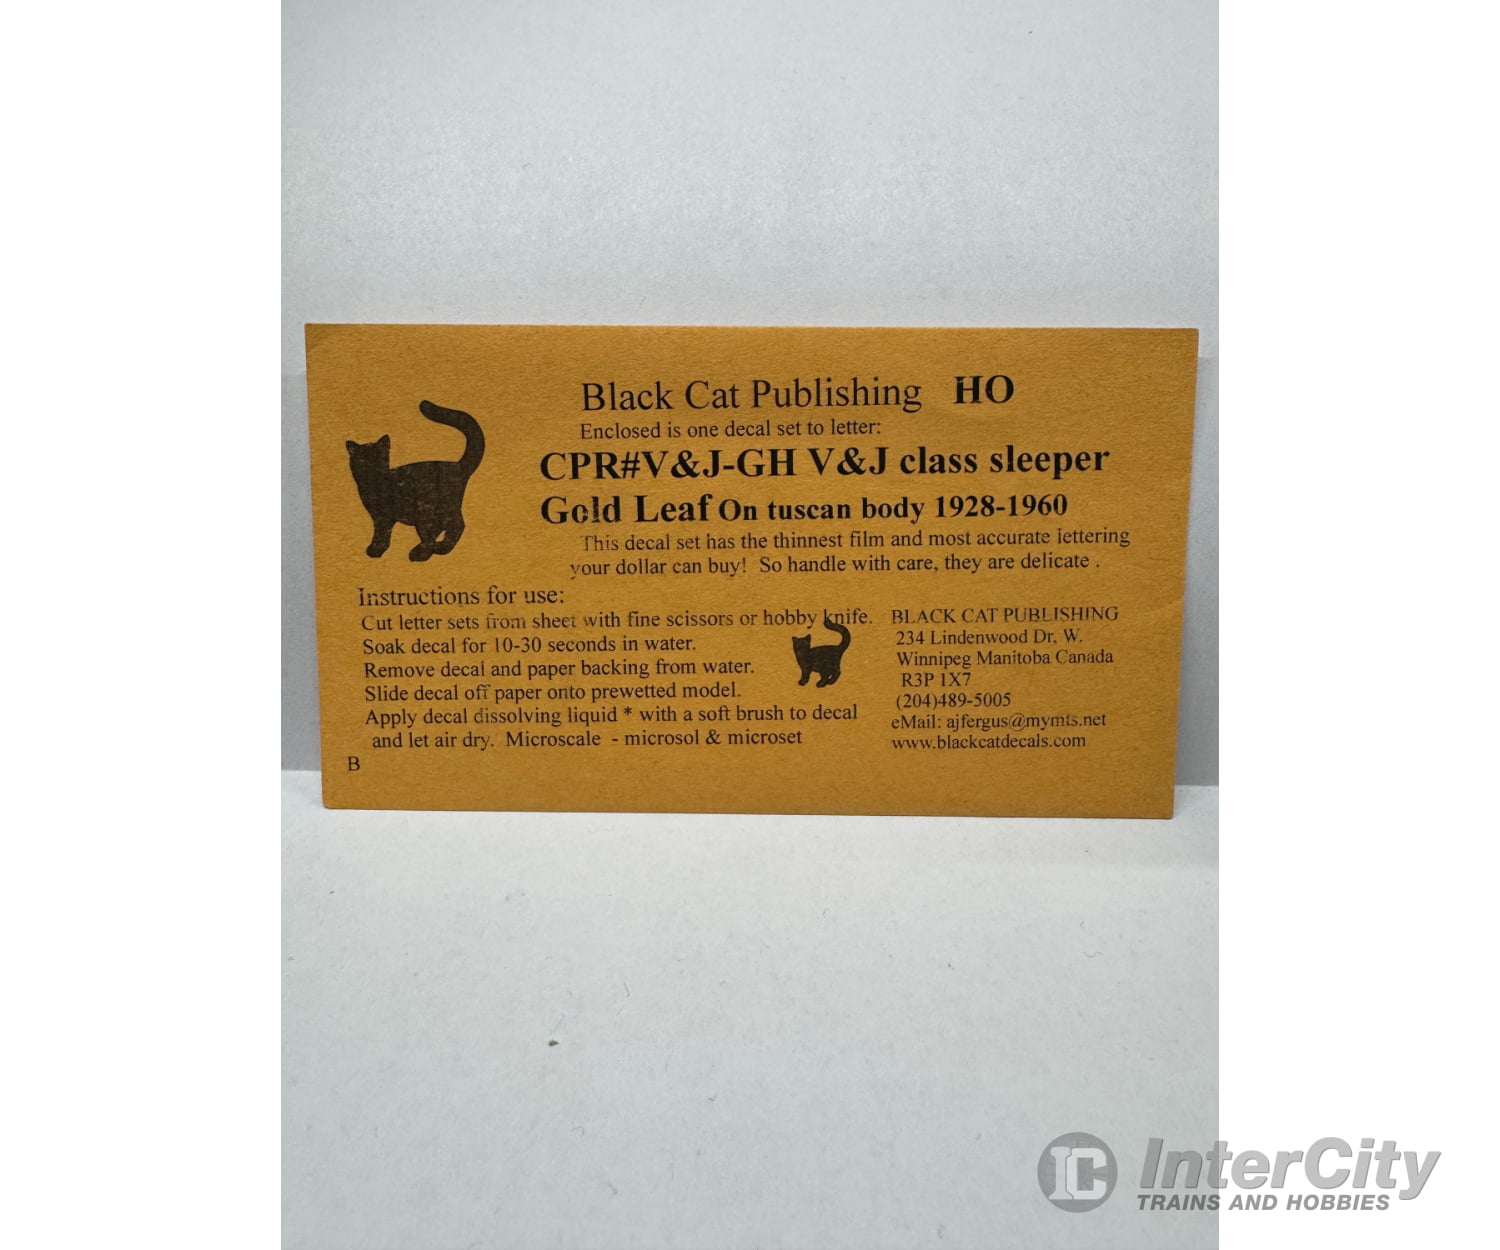 Black Cat Publishing HO
Enclosed is one decal set to letter:
CPR#V&J-GH V&J class sleeper
Gold Leaf On tuscan body 1928-1960
This decal set has the thinnest film and most accurate lettering
your dollar can buy! So handle with care, they are delicate .
Instructions for use:
Cut letter sets from sheet with fine scissors or hobby knife.
Soak decal for 10-30 seconds in water.
Remove decal and paper backing from water.
Slide decal off paper onto prewetted model.
Apply decal dissolving liquid * with a soft brush to decal
and let air dry. Microscale - microsol & microset
B
BLACK CAT PUBLISHING
234 Lindenwood Dr. W.
Winnipeg Manitoba Canada
R3P 1X7
(204)489-5005
eMail: ajfergus@mymts.net
www.blackcatdecals.com
IC InterCity
TRAINS AND HOBBIES